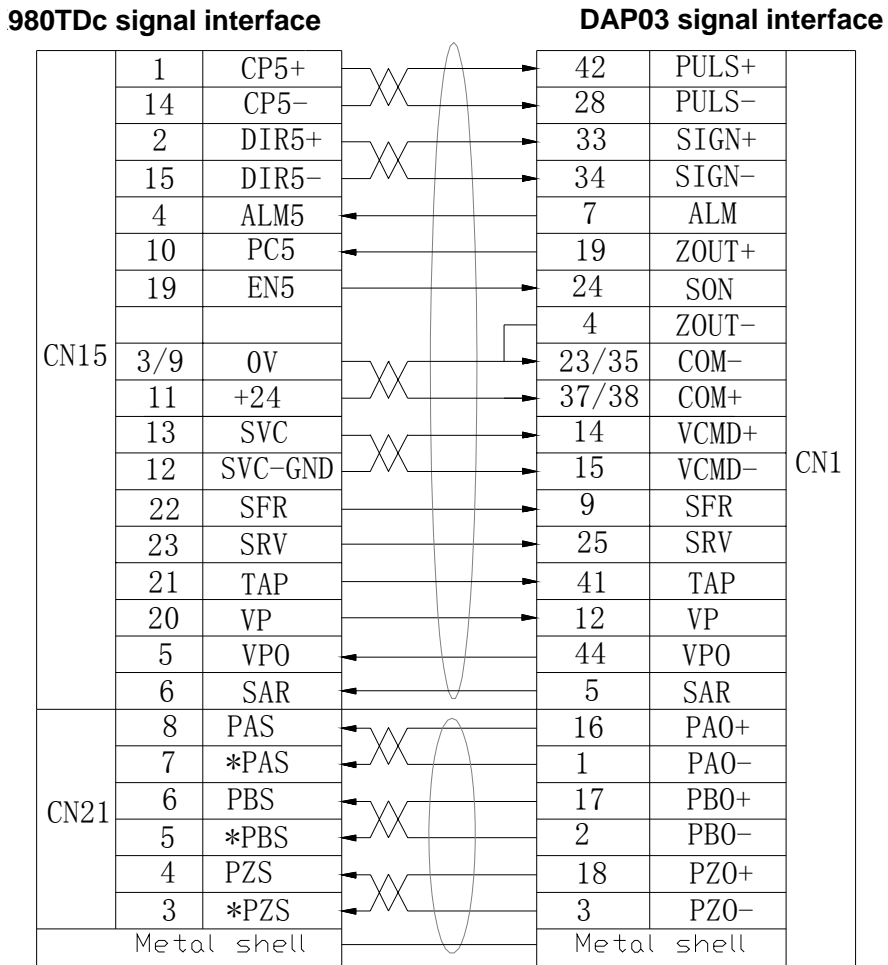 980TDc signal interface DAP03 signal interface
1 CP5+ 42 PULS+
14 CP5- 28 PULS-
2 DIR5+ 33 SIGN+
15 DIR5- 34 SIGN-
4 ALM5 7 ALM
10 PC5 19 ZOUT+
19 EN5 24 SON
4 ZOUT-
CN15 3/9 0V 23/35 COM-
11 +24 37/38 COM+
13 SVC 14 VCMD+
12 SVC-GND 15 VCMD- CN1
22 SFR 9 SFR
23 SRV 25 SRV
21 TAP 41 TAP
20 VP 12 VP
5 VPO 44 VPO
6 SAR 5 SAR
8 PAS 16 PAO+
7 *PAS 1 PAO-
CN21 6 PBS 17 PBO+
5 *PBS 2 PBO-
4 PZS 18 PZO+
3 *PZS 3 PZO-
Metal shell Metal shell